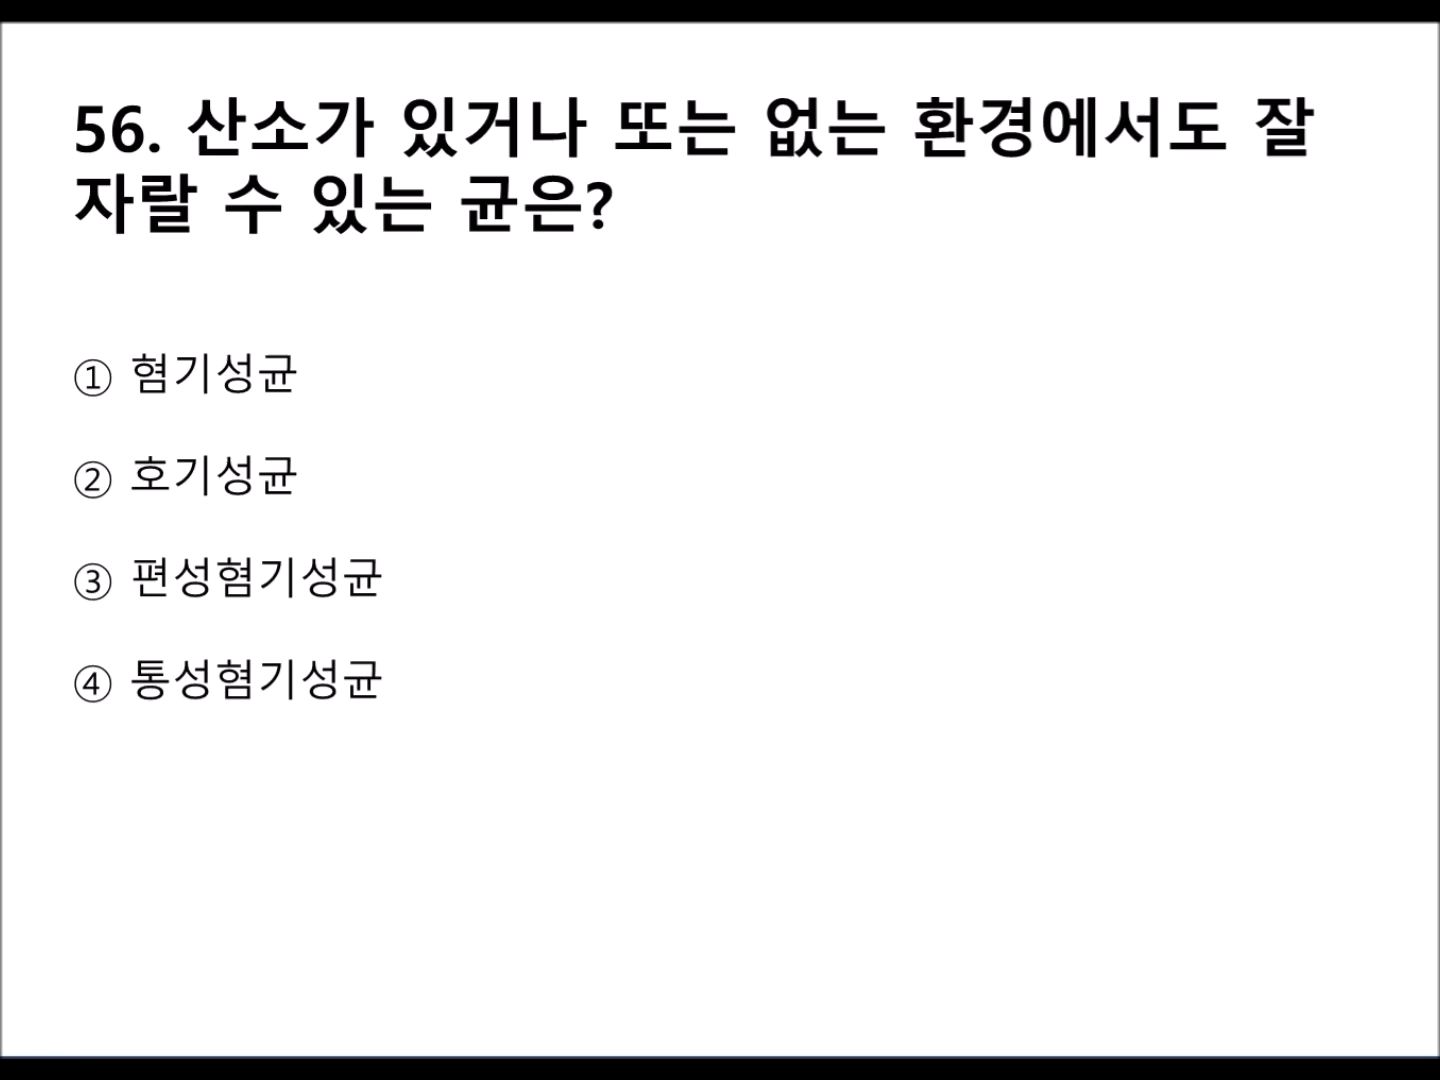 56. 산소가 있거나 또는 없는 환경에서도 잘
자랄 수 있는 균은?
① 혐기성균
② 호기성균
③ 편성혐기성균
④ 통성혐기성균